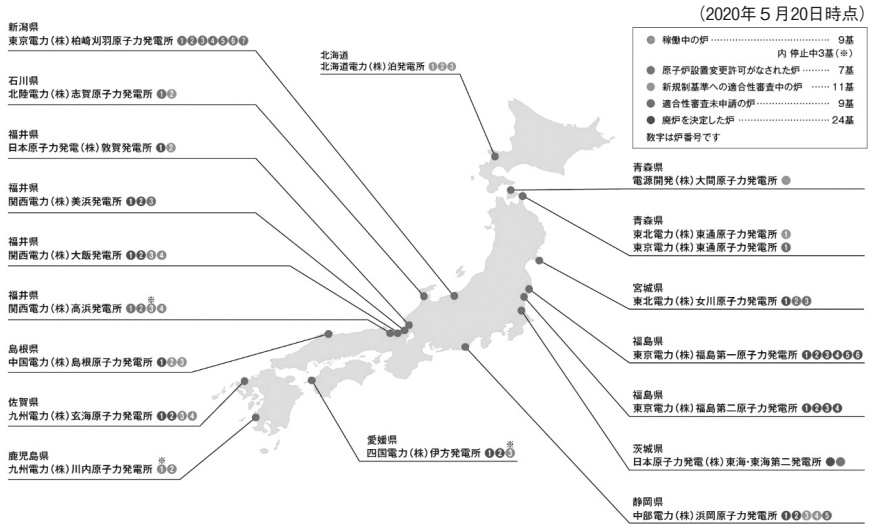 (2020年5月20日時点)
新潟県
東京電力(株)柏崎刈羽原子力発電所 ❶❷❸❹❺❻❼
石川県
北陸電力(株)志賀原子力発電所 ❶❷
福井県
日本原子力発電(株)敦賀発電所 ❶❷
福井県
関西電力(株)美浜発電所 ❶❷❸
福井県
関西電力(株)大飯発電所 ❶❷❸❹
福井県
※
関西電力(株)高浜発電所 ❶❷❸❹
島根県
中国電力(株)島根原子力発電所 ❶❷❸
佐賀県
九州電力(株)玄海原子力発電所 ❶❷❸❹
鹿児島県
※
九州電力(株)川内原子力発電所 ❶❷
北海道
北海道電力(株)泊発電所 ❶❷❸
愛媛県
※
四国電力(株)伊方発電所 ❶❷❸
● 稼働中の炉 ………………………… 9基
内 停止中3基(※)
● 原子炉設置変更許可がなされた炉 ……… 7基
● 新規制基準への適合性審査中の炉 …… 11基
● 適合性審査未申請の炉 ……………… 9基
● 廃炉を決定した炉 …………………… 24基
数字は炉番号です
青森県
電源開発(株)大間原子力発電所 ●
青森県
東北電力(株)東通原子力発電所 ❶
東京電力(株)東通原子力発電所 ❶
宮城県
東北電力(株)女川原子力発電所 ❶❷❸
福島県
東京電力(株)福島第一原子力発電所 ❶❷❸❹❺❻
福島県
東京電力(株)福島第二原子力発電所 ❶❷❸❹
茨城県
日本原子力発電(株)東海・東海第二発電所 ●●
静岡県
中部電力(株)浜岡原子力発電所 ❶❷❸❹❺